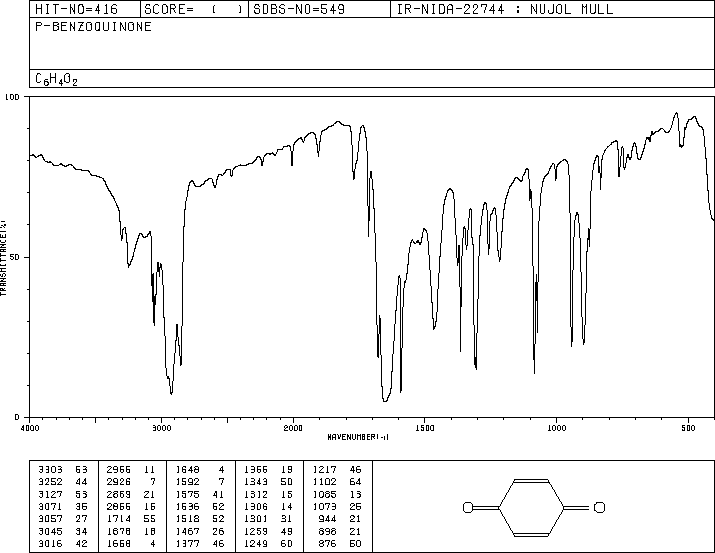 HIT-NO=416 SCORE= ( ) SDBS-NO=549 IR-NIDA-22744 : NUJOL MULL
P-BENZOQUINONE
C6H4O2
100
50
0
TRANSMITTANCE(%)
4000 3000 2000 1500 1000 500
WAVENUMBER(-1)
3303 63 2956 11 1648 4 1366 19 1217 46
3252 44 2926 7 1592 7 1343 50 1102 64
3127 53 2869 21 1575 41 1312 15 1085 13
3071 36 2855 16 1536 52 1306 14 1073 26
3057 27 1714 55 1518 52 1301 31 944 21
3045 34 1678 18 1467 26 1259 49 898 21
3016 42 1658 4 1377 46 1249 60 876 50
O O